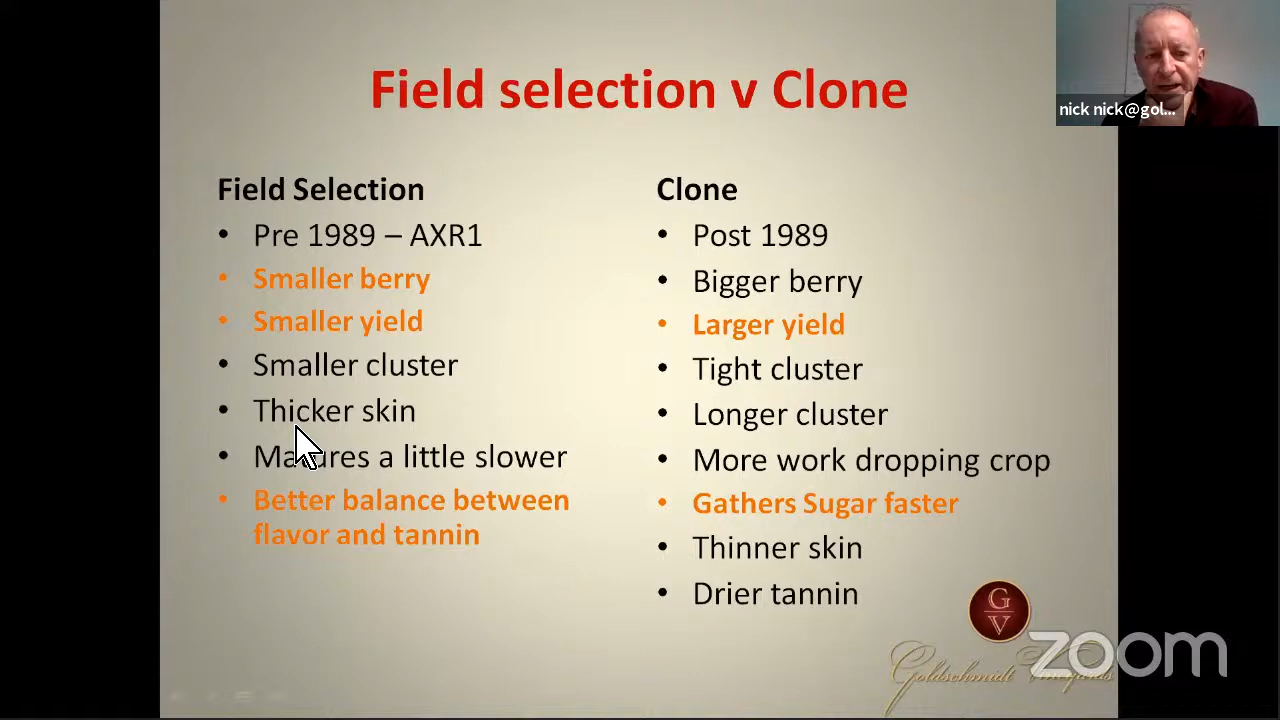 Field selection v Clone
nick nick@gol...
Field Selection
• Pre 1989 – AXR1
• Smaller berry
• Smaller yield
• Smaller cluster
• Thicker skin
• Matures a little slower
• Better balance between
flavor and tannin
Clone
• Post 1989
• Bigger berry
• Larger yield
• Tight cluster
• Longer cluster
• More work dropping crop
• Gathers Sugar faster
• Thinner skin
• Drier tannin
G
V
Goldschmidt Vineyards
zoom